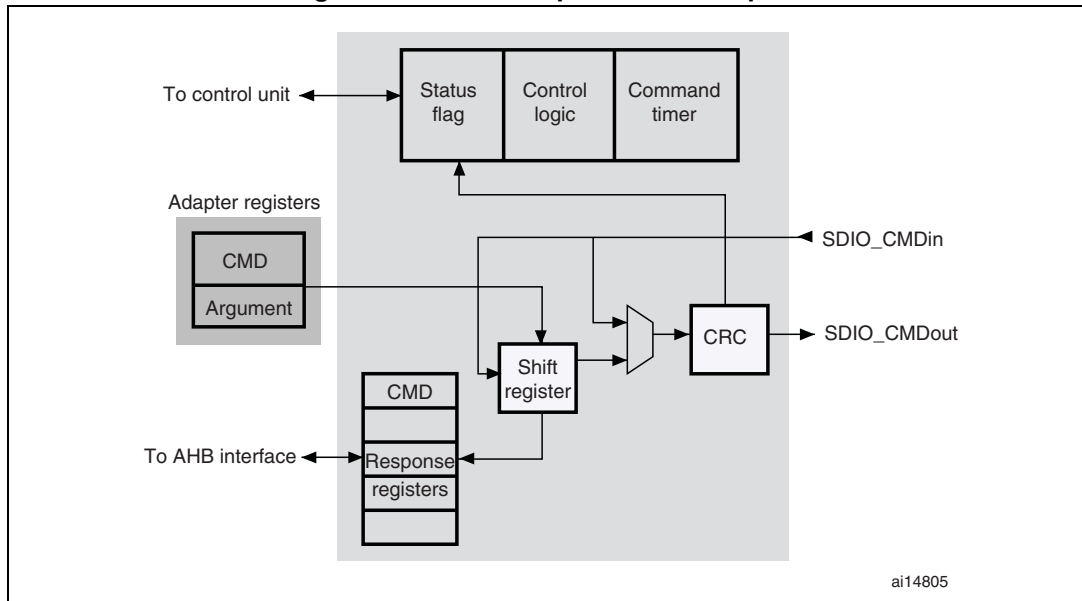 To control unit
Status
flag
Control
logic
Command
timer
Adapter registers
CMD
Argument
SDIO_CMDin
SDIO_CMDout
CRC
Shift
register
CMD
To AHB interface
Response
registers
ai14805